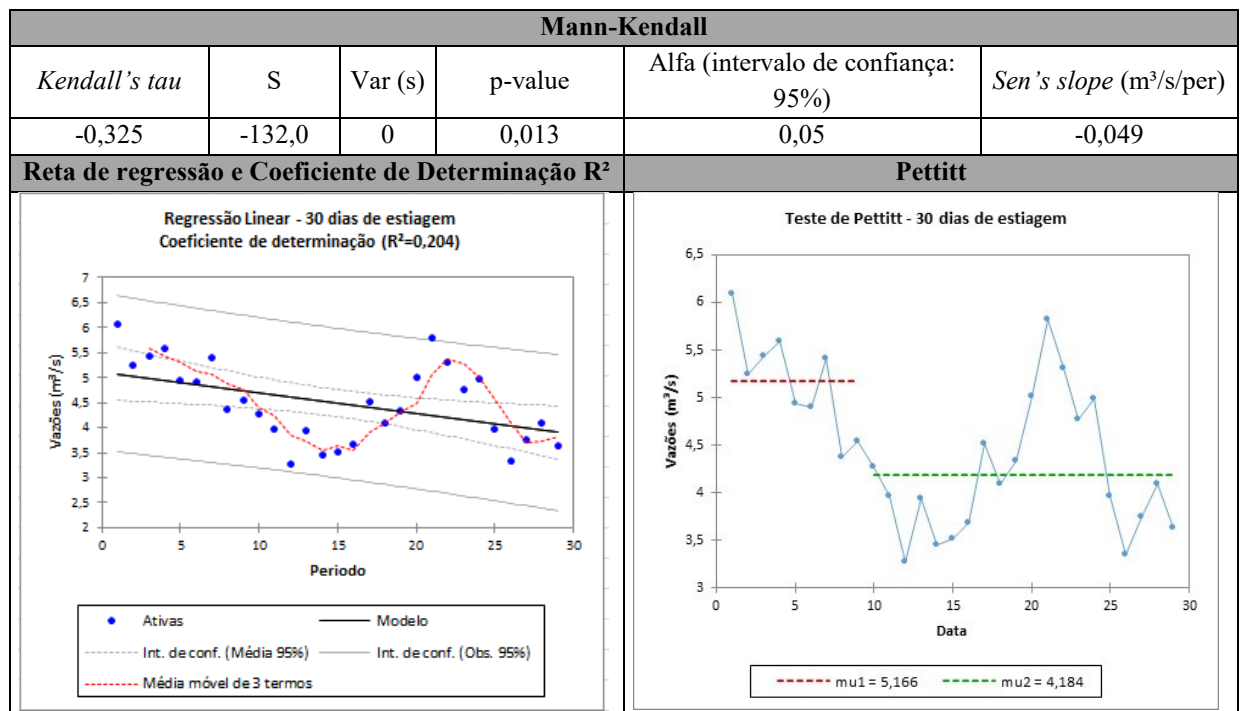 Mann-Kendall
Kendall’s tau
S
Var (s)
p-value
Alfa (intervalo de confiança:
95%)
Sen’s slope (m³/s/per)
-0,325
-132,0
0
0,013
0,05
-0,049
Reta de regressão e Coeficiente de Determinação R²
Pettitt
Regressão Linear - 30 dias de estiagem
Coeficiente de determinação (R²=0,204)
Vazões (m³/s)
7
6,5
6
5,5
5
4,5
4
3,5
3
2,5
2
0
5
10
15
20
25
30
Periodo
Ativas
Modelo
Int. de conf. (Média 95%)
Int. de conf. (Obs. 95%)
Média móvel de 3 termos
Teste de Pettitt - 30 dias de estiagem
Vazões (m³/s)
6,5
6
5,5
5
4,5
4
3,5
3
0
5
10
15
20
25
30
Data
mu1 = 5,166
mu2 = 4,184